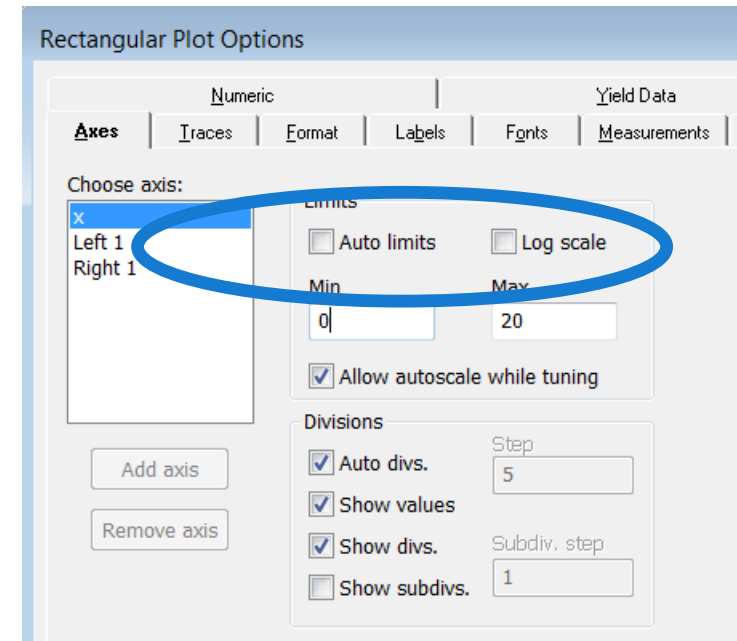 Rectangular Plot Options
Numeric Yield Data
Axes Traces Format Labels Fonts Measurements
Choose axis:
x
Left 1
Right 1
Limits
Auto limits Log scale
Min Max
0 20
Allow autoscale while tuning
Divisions
Auto divs.
Step
5
Show values
Show divs.
Subdiv. step
1
Show subdivs.
Add axis
Remove axis